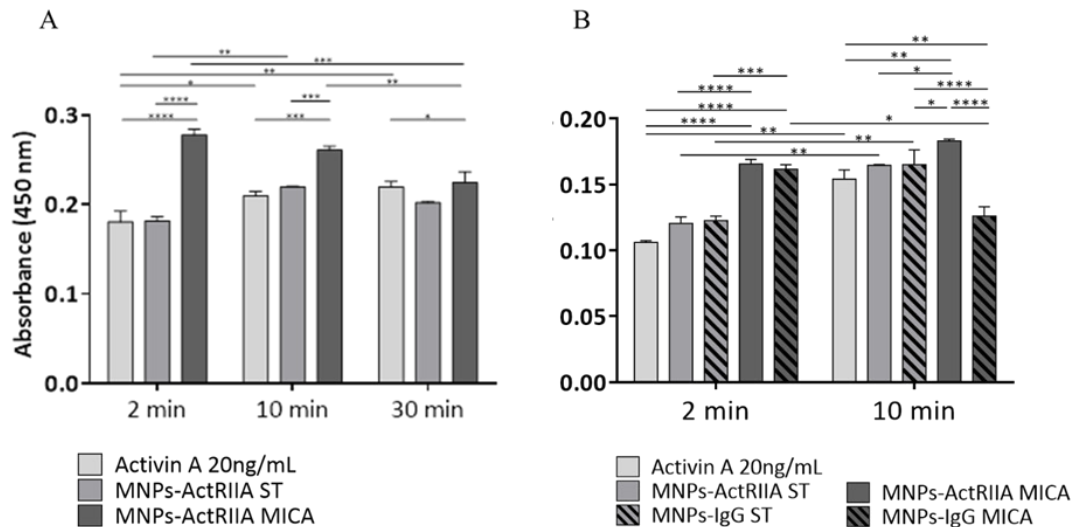 A
**
***
**
*
**
****
***
****
***
*
Absorbance (450 nm)
0.3
0.2
0.1
0.0
2 min
10 min
30 min
Activin A 20ng/mL
MNPs-ActRIIA ST
MNPs-ActRIIA MICA
B
**
**
***
*
****
****
****
*
****
*
****
**
**
**
0.20
0.15
0.10
0.05
0.00
2 min
10 min
Activin A 20ng/mL
MNPs-ActRIIA ST
MNPs-ActRIIA MICA
MNPs-IgG ST
MNPs-IgG MICA